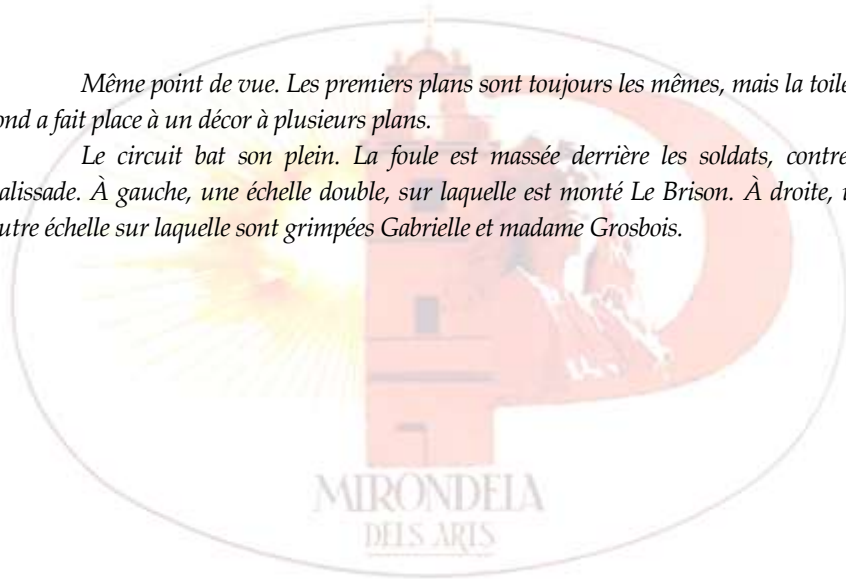 Même point de vue. Les premiers plans sont toujours les mêmes, mais la toile
ond a fait place à un décor à plusieurs plans.
Le circuit bat son plein. La foule est massée derrière les soldats, contre
alissade. À gauche, une échelle double, sur laquelle est monté Le Brison. À droite, u
utre échelle sur laquelle sont grimpées Gabrielle et madame Grosbois.
MIRONDELA
DELS ARTS